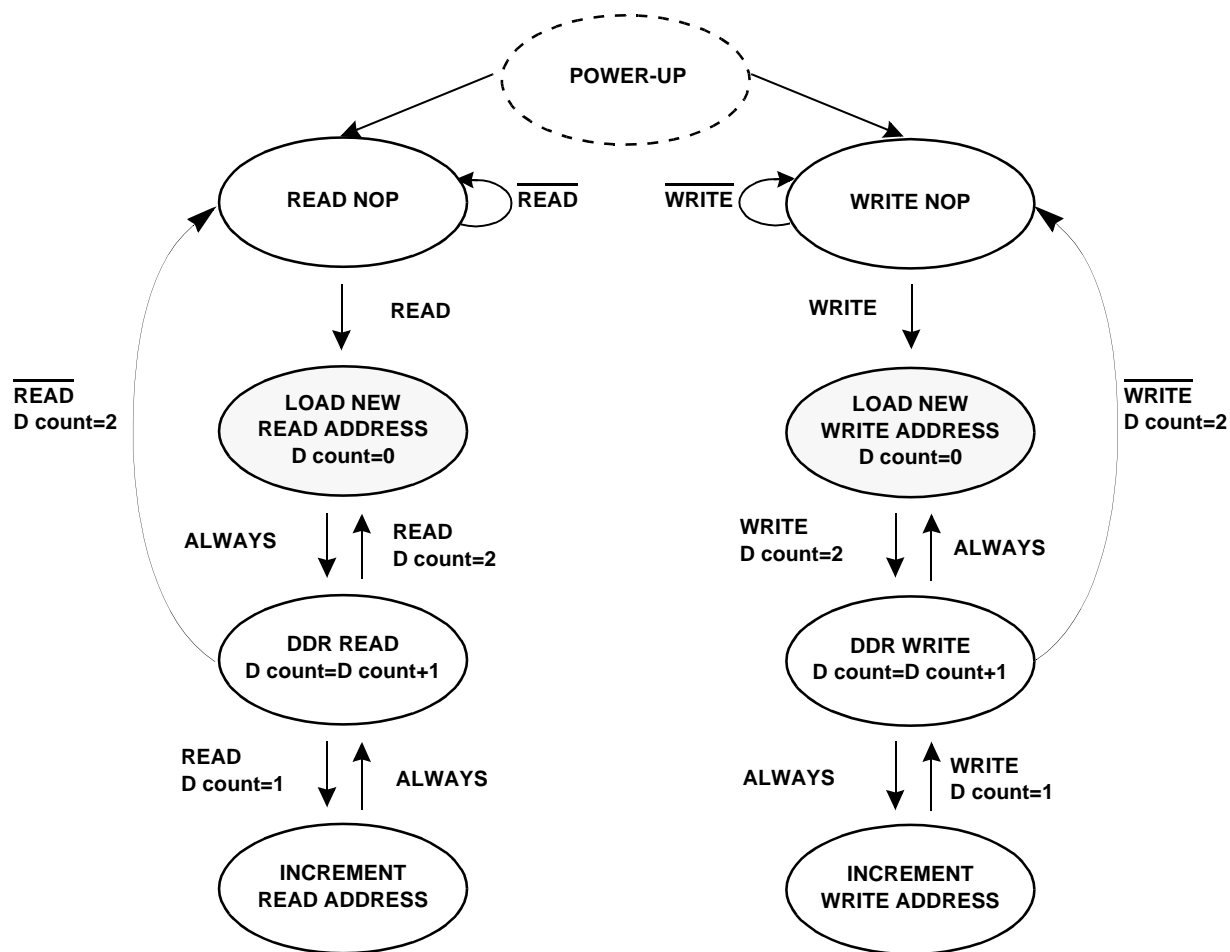 POWER-UP
READ NOP
READ
WRITE
WRITE NOP
READ
WRITE
READ
D count=2
LOAD NEW
READ ADDRESS
D count=0
LOAD NEW
WRITE ADDRESS
D count=0
WRITE
D count=2
ALWAYS
READ
D count=2
WRITE
D count=2
ALWAYS
DDR READ
D count=D count+1
DDR WRITE
D count=D count+1
READ
D count=1
ALWAYS
ALWAYS
WRITE
D count=1
INCREMENT
READ ADDRESS
INCREMENT
WRITE ADDRESS